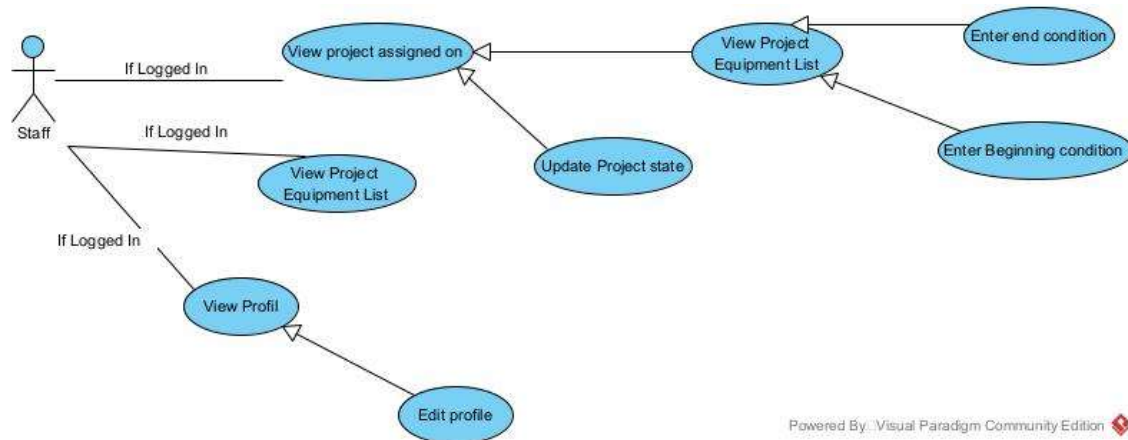 Enter end condition
View project assigned on
View Project
Equipment List
If Logged In
Staff
If Logged In
Enter Beginning condition
Update Project state
View Project
Equipment List
If Logged In
View Profil
Edit profile
Powered By Visual Paradigm Community Edition